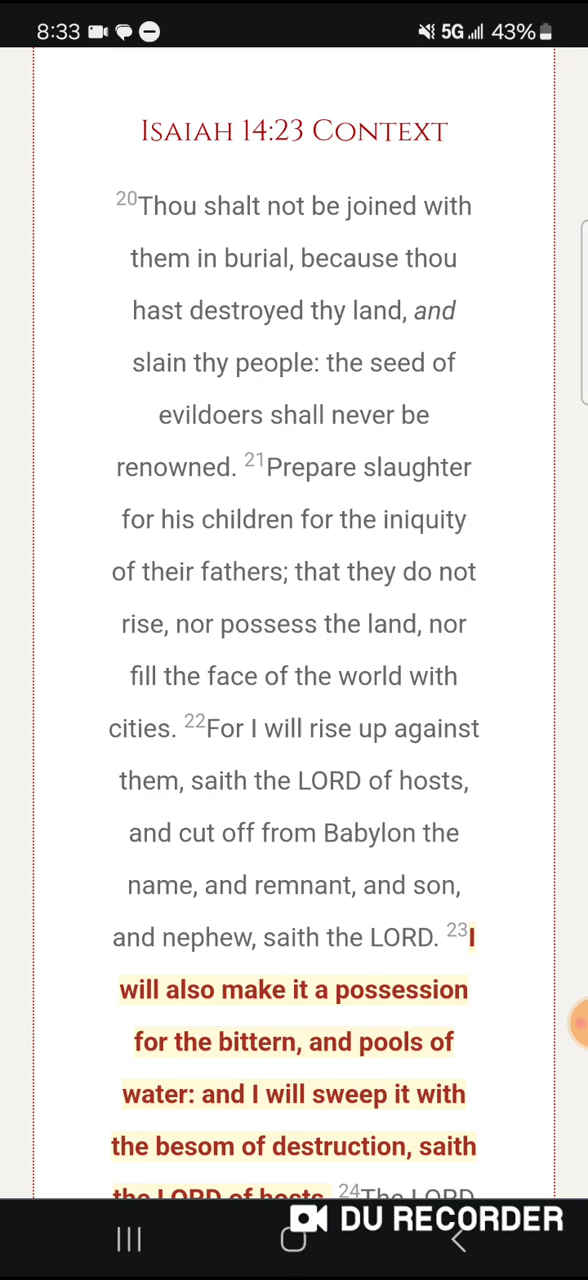 8:33
5G 43%
ISAIAH 14:23 CONTEXT
20Thou shalt not be joined with
them in burial, because thou
hast destroyed thy land, and
slain thy people: the seed of
evildoers shall never be
renowned. 21Prepare slaughter
for his children for the iniquity
of their fathers; that they do not
rise, nor possess the land, nor
fill the face of the world with
cities. 22For I will rise up against
them, saith the LORD of hosts,
and cut off from Babylon the
name, and remnant, and son,
and nephew, saith the LORD. 23I
will also make it a possession
for the bittern, and pools of
water: and I will sweep it with
the besom of destruction, saith
the LORD of hosts. 24The LORD
DU RECORDER